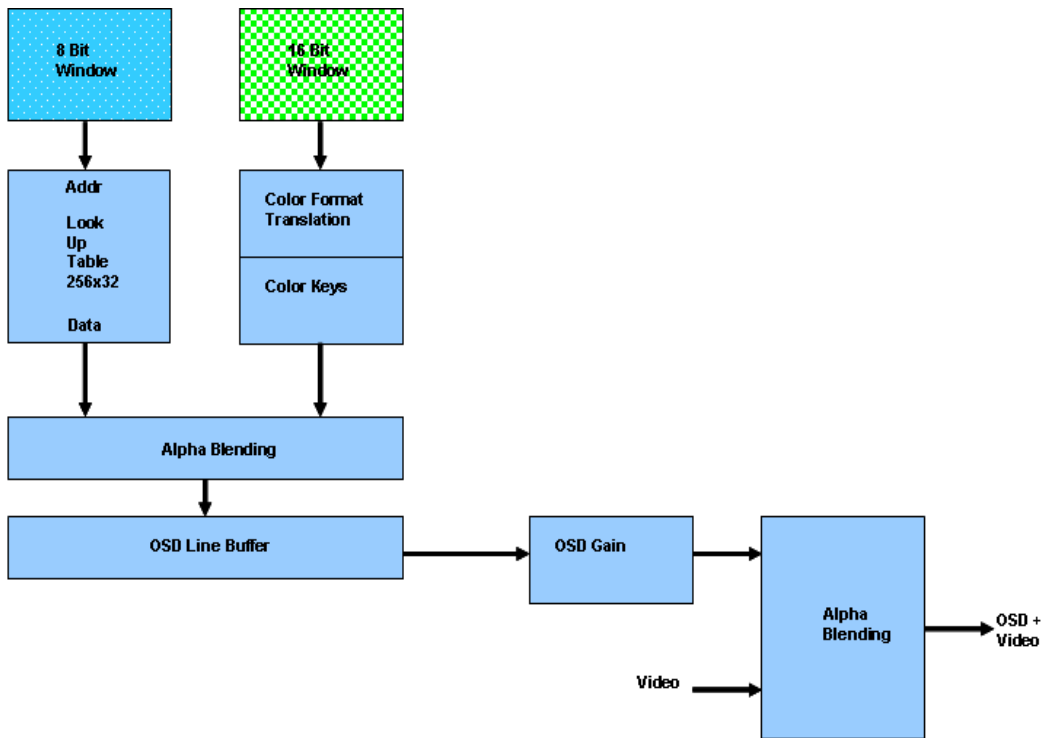 8 Bit
Window
16 Bit
Window
Addr
Look
Up
Table
256x32
Data
Color Format
Translation
Color Keys
Alpha Blending
OSD Line Buffer
OSD Gain
Alpha
Blending
OSD +
Video
Video